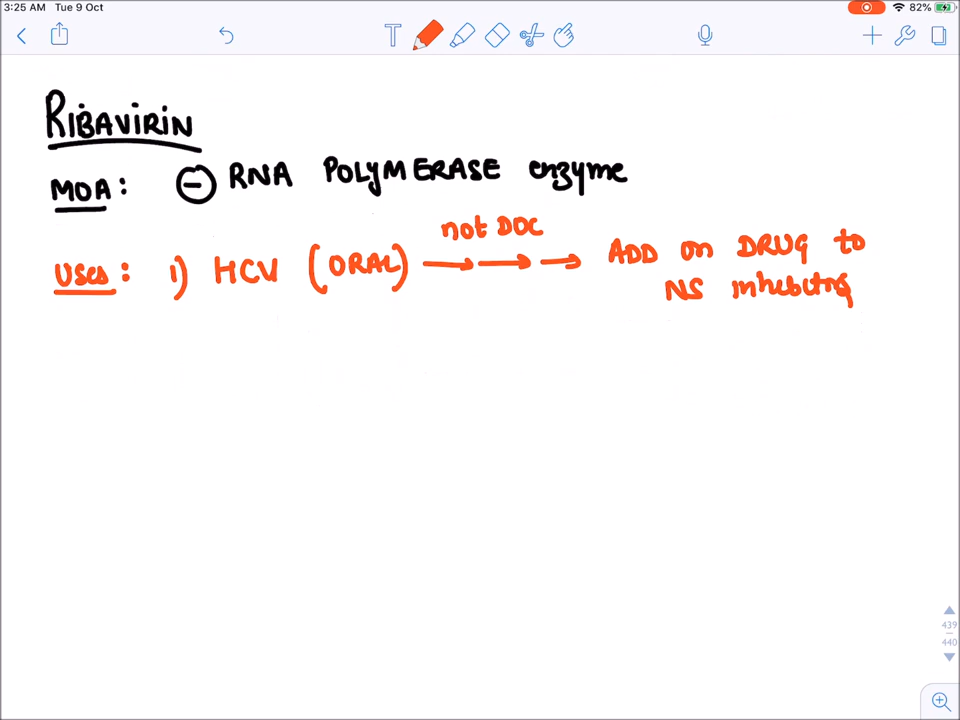 3:25 AM Tue 9 Oct 82%
T
RIBAVIRIN
MOA: ⊖ RNA POLYMERASE enzyme
not DOC
USES: 1) HCV (ORAL) →→→ ADD on DRUG to
NS inhibitors
439
440